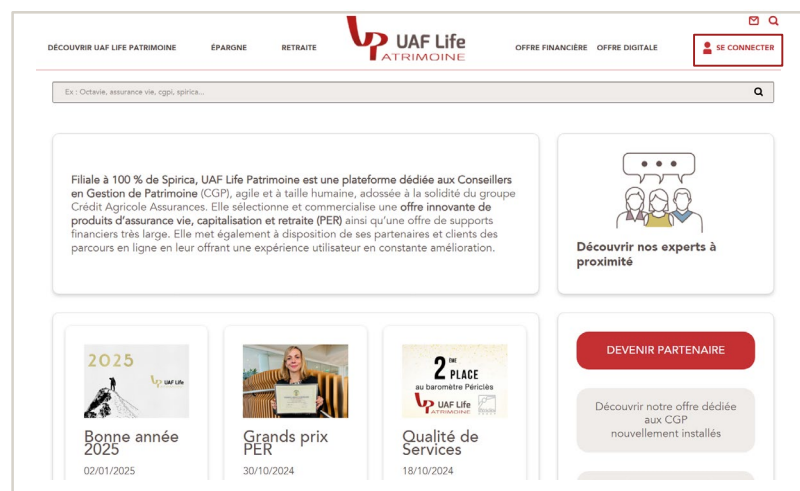 DÉCOUVRIR UAF LIFE PATRIMOINE
ÉPARGNE
RETRAITE
UAF Life
PATRIMOINE
OFFRE FINANCIÈRE
OFFRE DIGITALE
SE CONNECTER
Ex : Octavie, assurance vie, cgpi, spirica...
Filiale à 100 % de Spirica, UAF Life Patrimoine est une plateforme dédiée aux Conseillers
en Gestion de Patrimoine (CGP), agile et à taille humaine, adossée à la solidité du groupe
Crédit Agricole Assurances. Elle sélectionne et commercialise une offre innovante de
produits d'assurance vie, capitalisation et retraite (PER) ainsi qu'une offre de supports
financiers très large. Elle met également à disposition de ses partenaires et clients des
parcours en ligne en leur offrant une expérience utilisateur en constante amélioration.
Découvrir nos experts à
proximité
2025
UAF Life
Bonne année
2025
02/01/2025
Grands prix
PER
30/10/2024
2 ÈME
PLACE
au baromètre Périclès
UAF Life
PATRIMOINE
Qualité de
Services
18/10/2024
DEVENIR PARTENAIRE
Découvrir notre offre dédiée
aux CGP
nouvellement installés